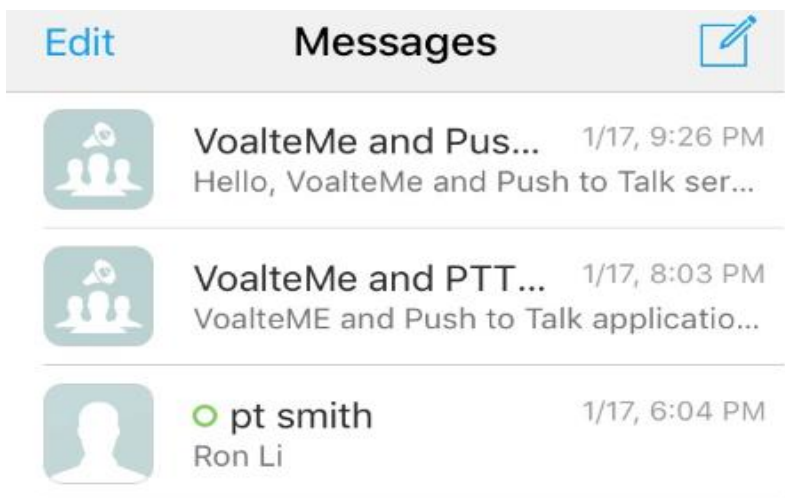 Edit Messages
VoalteMe and Pus... 1/17, 9:26 PM
Hello, VoalteMe and Push to Talk ser...
VoalteMe and PTT... 1/17, 8:03 PM
VoalteME and Push to Talk applicatio...
pt smith 1/17, 6:04 PM
Ron Li